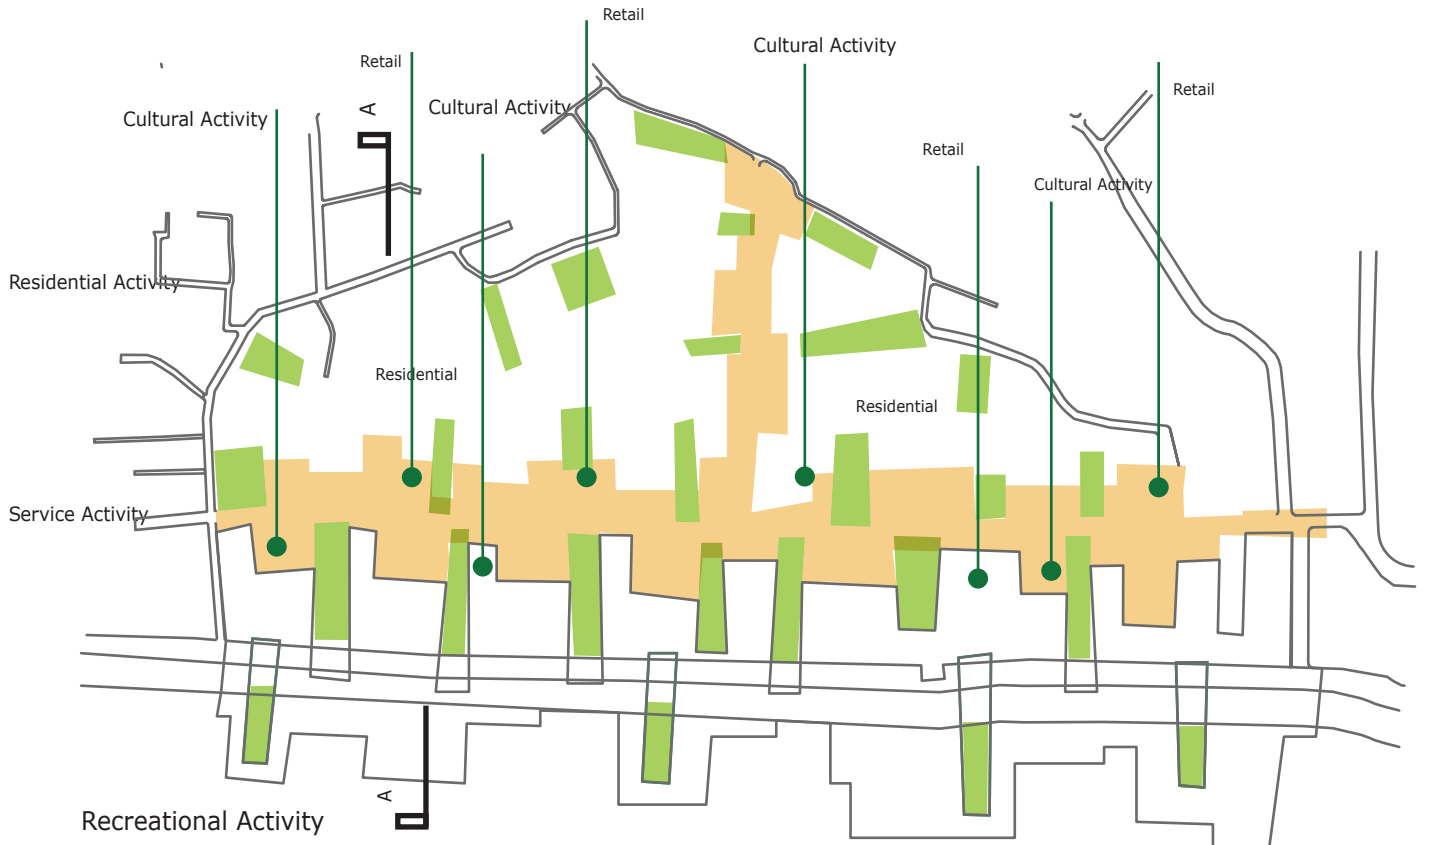 Retail
Cultural Activity
Retail
Retail
A
Cultural Activity
Cultural Activity
Retail
Cultural Activity
Residential Activity
Residential
Residential
Service Activity
A
Recreational Activity